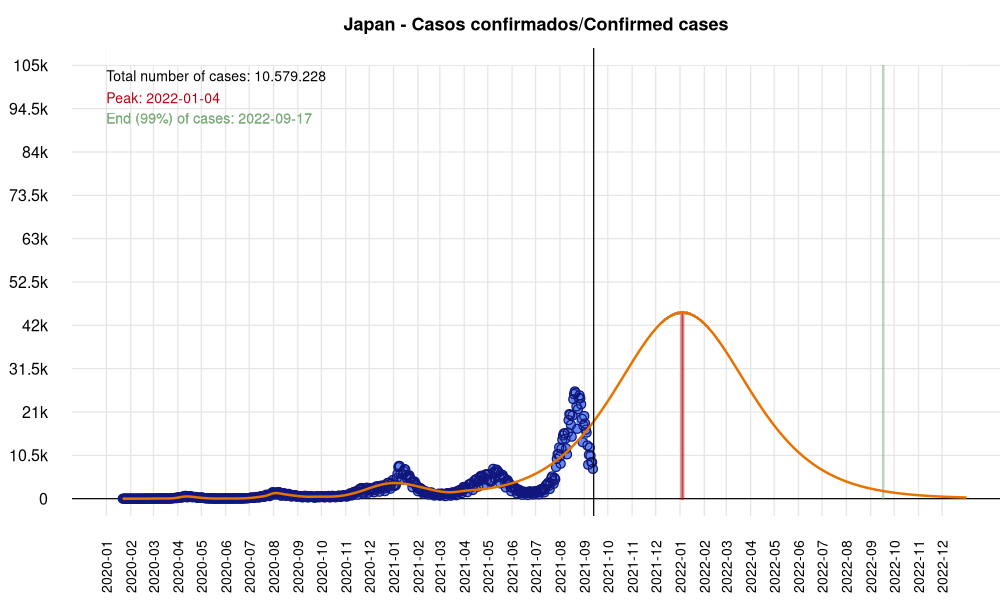 Japan - Casos confirmados/Confirmed cases
Total number of cases: 10.579.228
Peak: 2022-01-04
End (99%) of cases: 2022-09-17
105k
94.5k
84k
73.5k
63k
52.5k
42k
31.5k
21k
10.5k
0
2020-01
2020-02
2020-03
2020-04
2020-05
2020-06
2020-07
2020-08
2020-09
2020-10
2020-11
2020-12
2021-01
2021-02
2021-03
2021-04
2021-05
2021-06
2021-07
2021-08
2021-09
2021-10
2021-11
2021-12
2022-01
2022-02
2022-03
2022-04
2022-05
2022-06
2022-07
2022-08
2022-09
2022-10
2022-11
2022-12